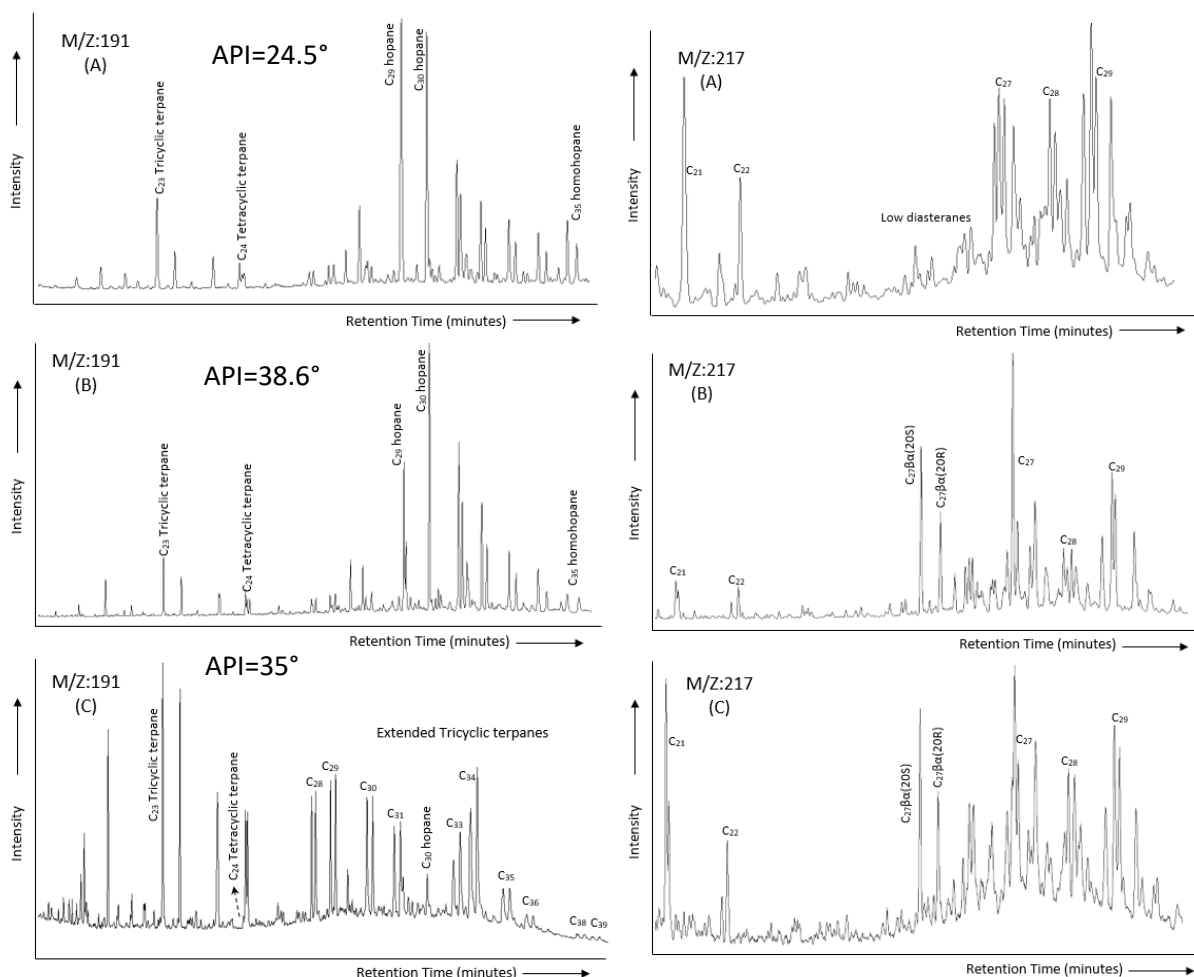 M/Z:191
(A)
API=24.5°
C₂₃ Tricyclic terpane
C₂₄ Tetracyclic terpane
C₂₉ hopane
C₃₀ hopane
C₃₅ homohopane
Intensity
Retention Time (minutes)
M/Z:217
(A)
C₂₁
C₂₂
Low diasteranes
C₂₇
C₂₈
C₂₉
Intensity
Retention Time (minutes)
M/Z:191
(B)
API=38.6°
C₂₃ Tricyclic terpane
C₂₄ Tetracyclic terpane
C₂₉ hopane
C₃₀ hopane
C₃₅ homohopane
Intensity
Retention Time (minutes)
M/Z:217
(B)
C₂₁
C₂₂
C₂₇βα(20S)
C₂₇βα(20R)
C₂₇
C₂₈
C₂₉
Intensity
Retention Time (minutes)
M/Z:191
(C)
API=35°
C₂₃ Tricyclic terpane
C₂₄ Tetracyclic terpane
Extended Tricyclic terpanes
C₂₈
C₂₉
C₃₀
C₃₁
C₃₀ hopane
C₃₃
C₃₄
C₃₅
C₃₆
C₃₈
C₃₉
Intensity
Retention Time (minutes)
M/Z:217
(C)
C₂₁
C₂₂
C₂₇βα(20S)
C₂₇βα(20R)
C₂₇
C₂₈
C₂₉
Intensity
Retention Time (minutes)